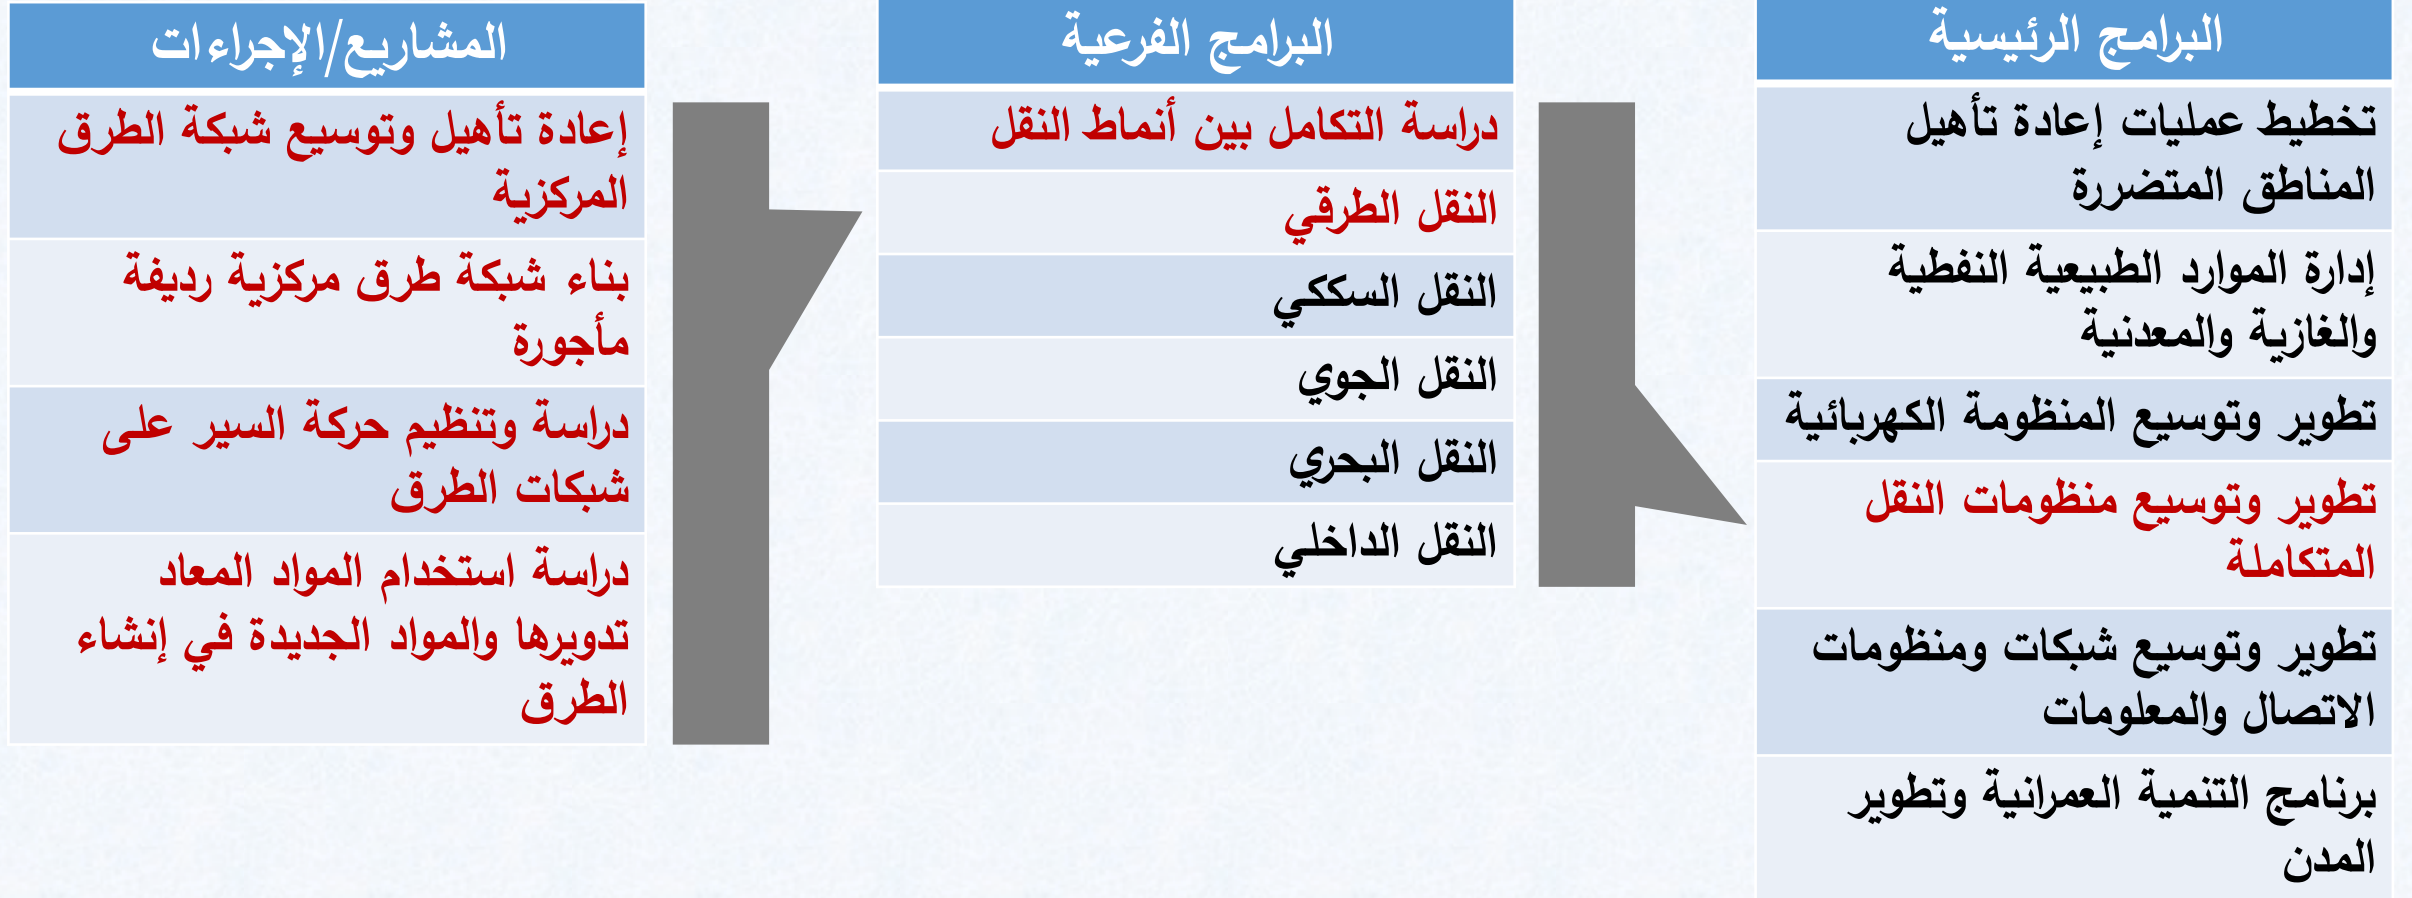 البرامج الرئيسية
تخطيط عمليات إعادة تأهيل
المناطق المتضررة
إدارة الموارد الطبيعية النفطية
والغازية والمعدنية
تطوير وتوسيع المنظومة الكهربائية
تطوير وتوسيع منظومات النقل
المتكاملة
تطوير وتوسيع شبكات ومنظومات
الاتصال والمعلومات
برنامج التنمية العمرانية وتطوير
المدن
البرامج الفرعية
دراسة التكامل بين أنماط النقل
النقل الطرقي
النقل السككي
النقل الجوي
النقل البحري
النقل الداخلي
المشاريع/الإجراءات
إعادة تأهيل وتوسيع شبكة الطرق
المركزية
بناء شبكة طرق مركزية رديفة
مأجورة
دراسة وتنظيم حركة السير على
شبكات الطرق
دراسة استخدام المواد المعاد
تدويرها والمواد الجديدة في إنشاء
الطرق